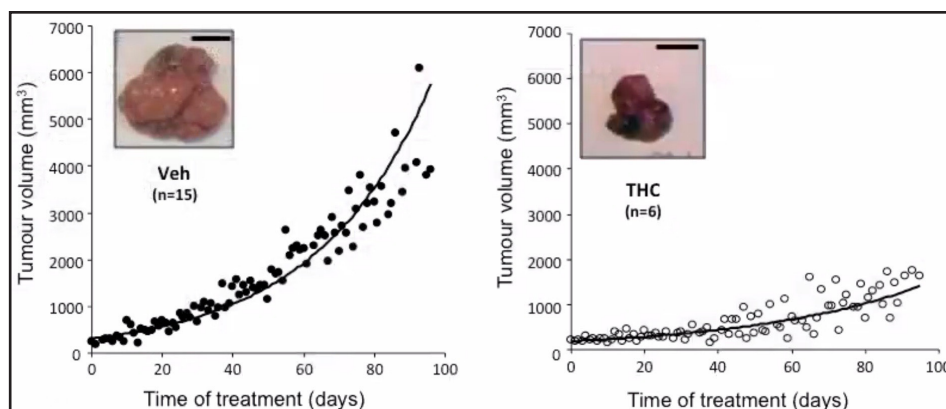 7000
6000
5000
4000
3000
2000
1000
0
Tumour volume (mm³)
Veh
(n=15)
0 20 40 60 80 100
Time of treatment (days)
7000
6000
5000
4000
3000
2000
1000
0
Tumour volume (mm³)
THC
(n=6)
0 20 40 60 80 100
Time of treatment (days)